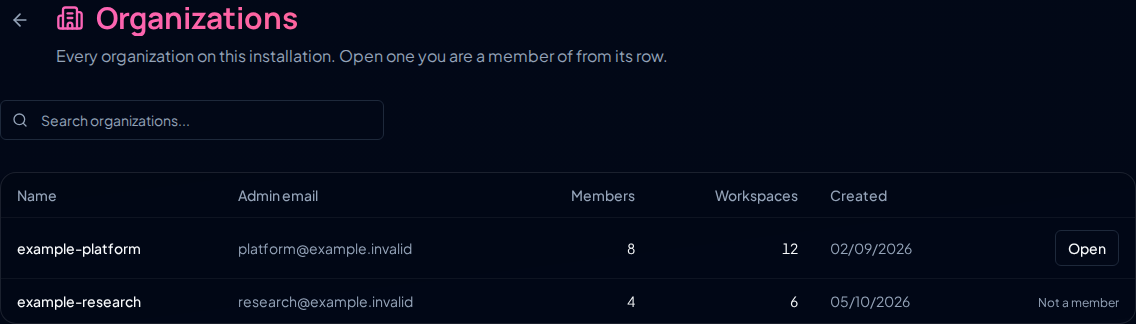 Organizations
Every organization on this installation. Open one you are a member of from its row.
Search organizations...
Name Admin email Members Workspaces Created
example-platform platform@example.invalid 8 12 02/09/2026 Open
example-research research@example.invalid 4 6 05/10/2026 Not a member